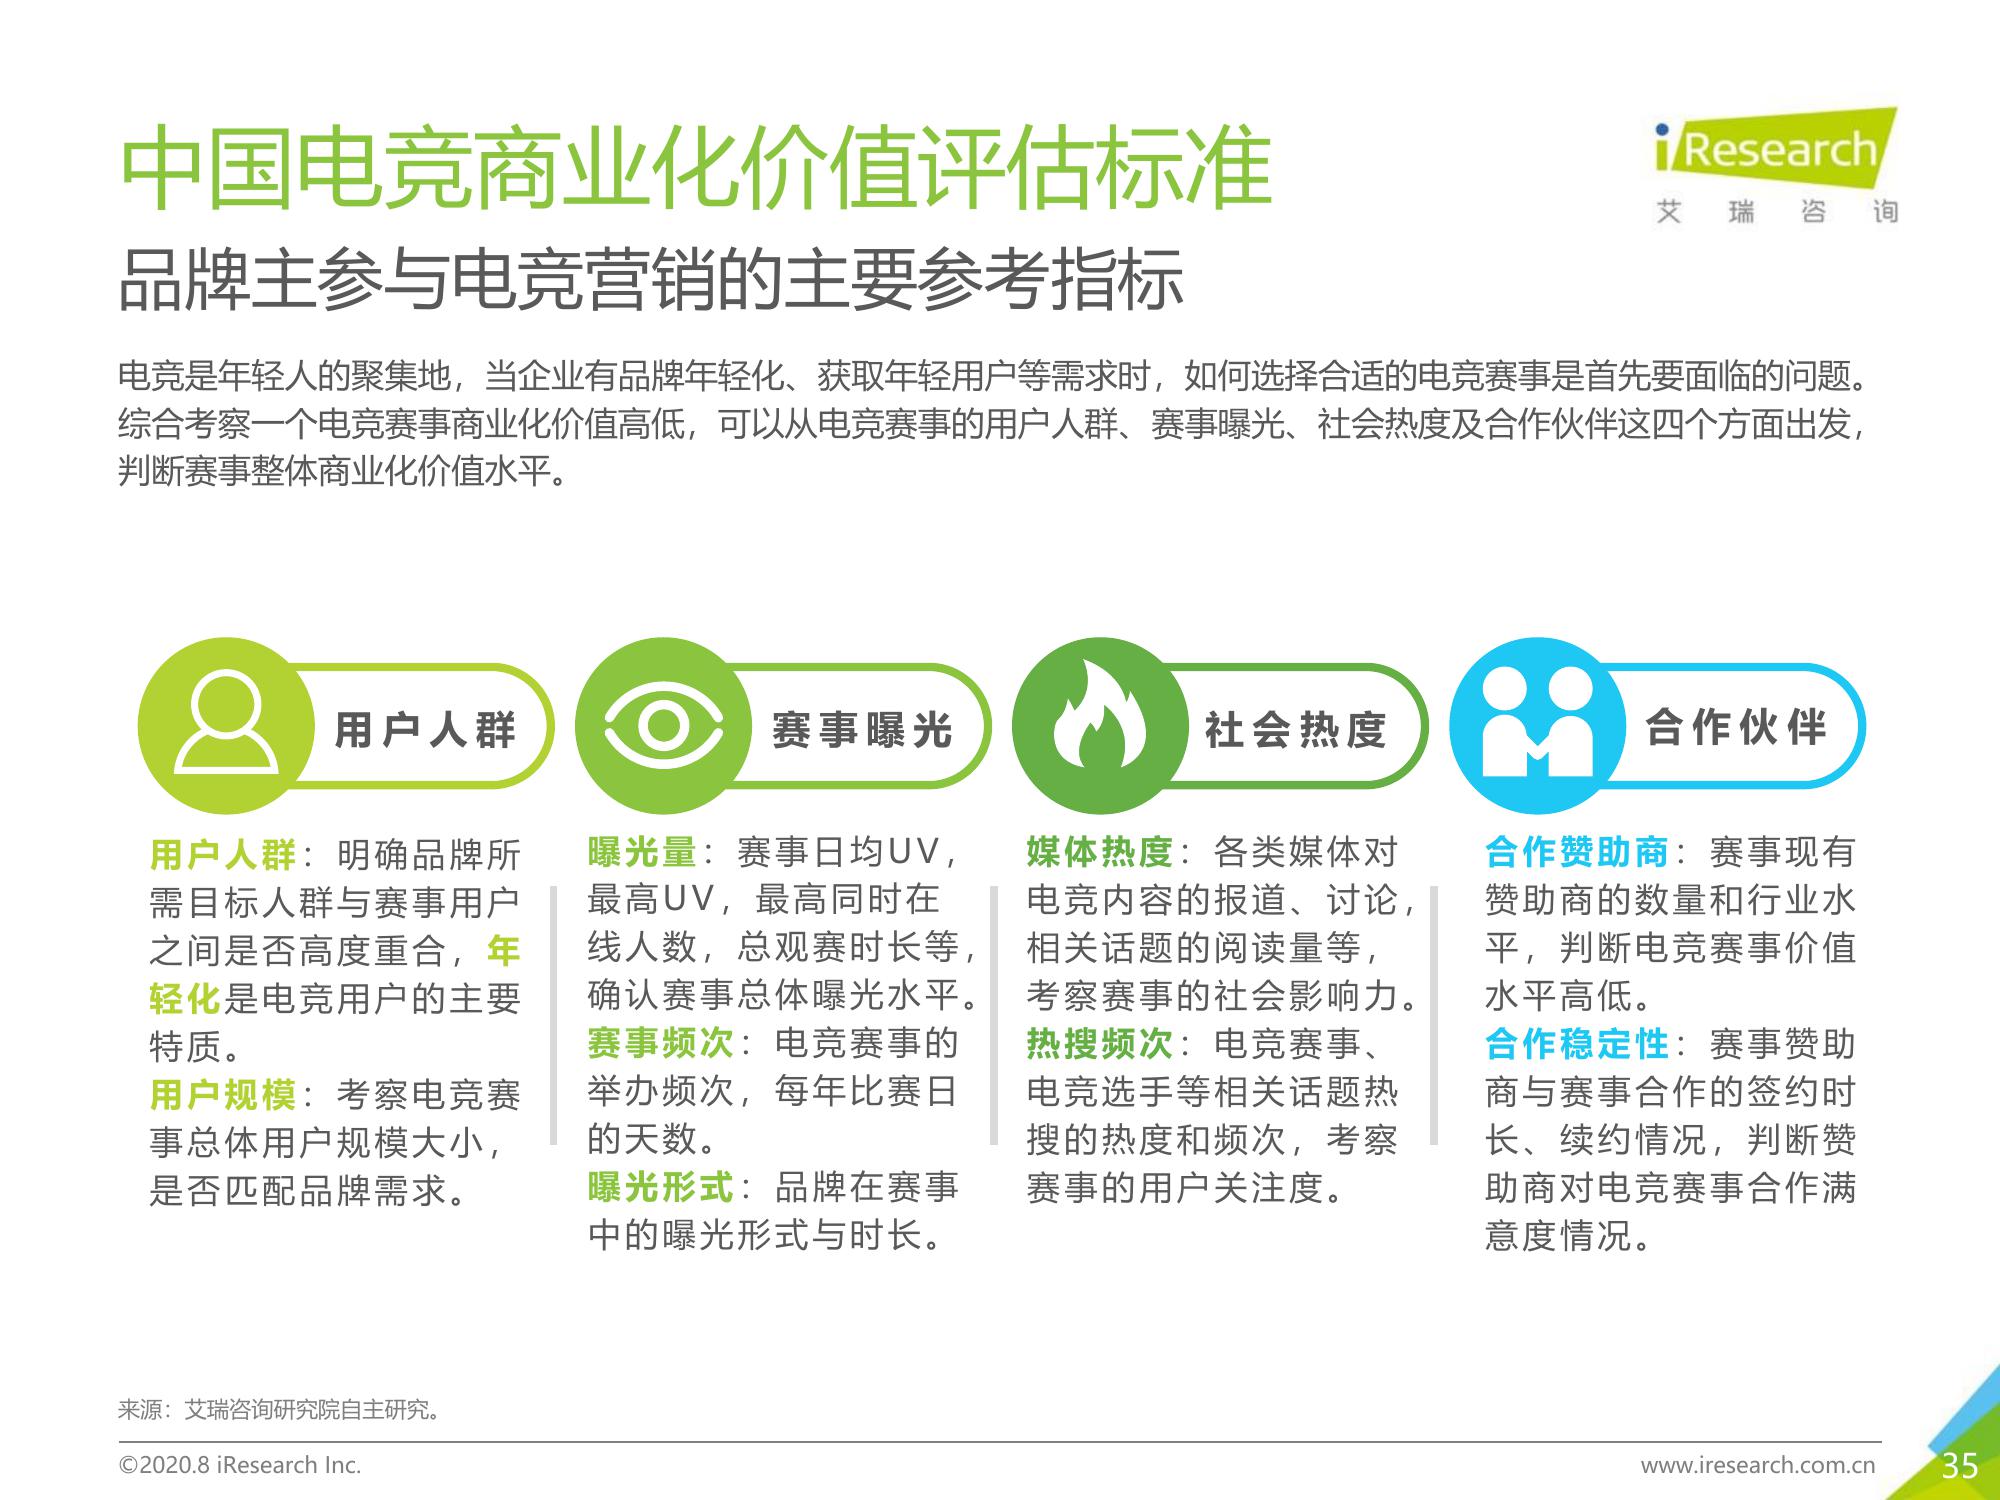 中国电竞商业化价值评估标准
iResearch
艾瑞咨询
品牌主参与电竞营销的主要参考指标
电竞是年轻人的聚集地，当企业有品牌年轻化、获取年轻用户等需求时，如何选择合适的电竞赛事是首先要面临的问题。
综合考察一个电竞赛事商业化价值高低，可以从电竞赛事的用户人群、赛事曝光、社会热度及合作伙伴这四个方面出发，
判断赛事整体商业化价值水平。
用户人群
用户人群：明确品牌所
需目标人群与赛事用户
之间是否高度重合，年
轻化是电竞用户的主要
特质。
用户规模：考察电竞赛
事总体用户规模大小，
是否匹配品牌需求。
赛事曝光
曝光量：赛事日均UV，
最高UV，最高同时在
线人数，总观赛时长等，
确认赛事总体曝光水平。
赛事频次：电竞赛事的
举办频次，每年比赛日
的天数。
曝光形式：品牌在赛事
中的曝光形式与时长。
社会热度
媒体热度：各类媒体对
电竞内容的报道、讨论，
相关话题的阅读量等，
考察赛事的社会影响力。
热搜频次：电竞赛事、
电竞选手等相关话题热
搜的热度和频次，考察
赛事的用户关注度。
合作伙伴
合作赞助商：赛事现有
赞助商的数量和行业水
平，判断电竞赛事价值
水平高低。
合作稳定性：赛事赞助
商与赛事合作的签约时
长、续约情况，判断赞
助商对电竞赛事合作满
意度情况。
来源：艾瑞咨询研究院自主研究。
©2020.8 iResearch Inc.
www.iresearch.com.cn
35